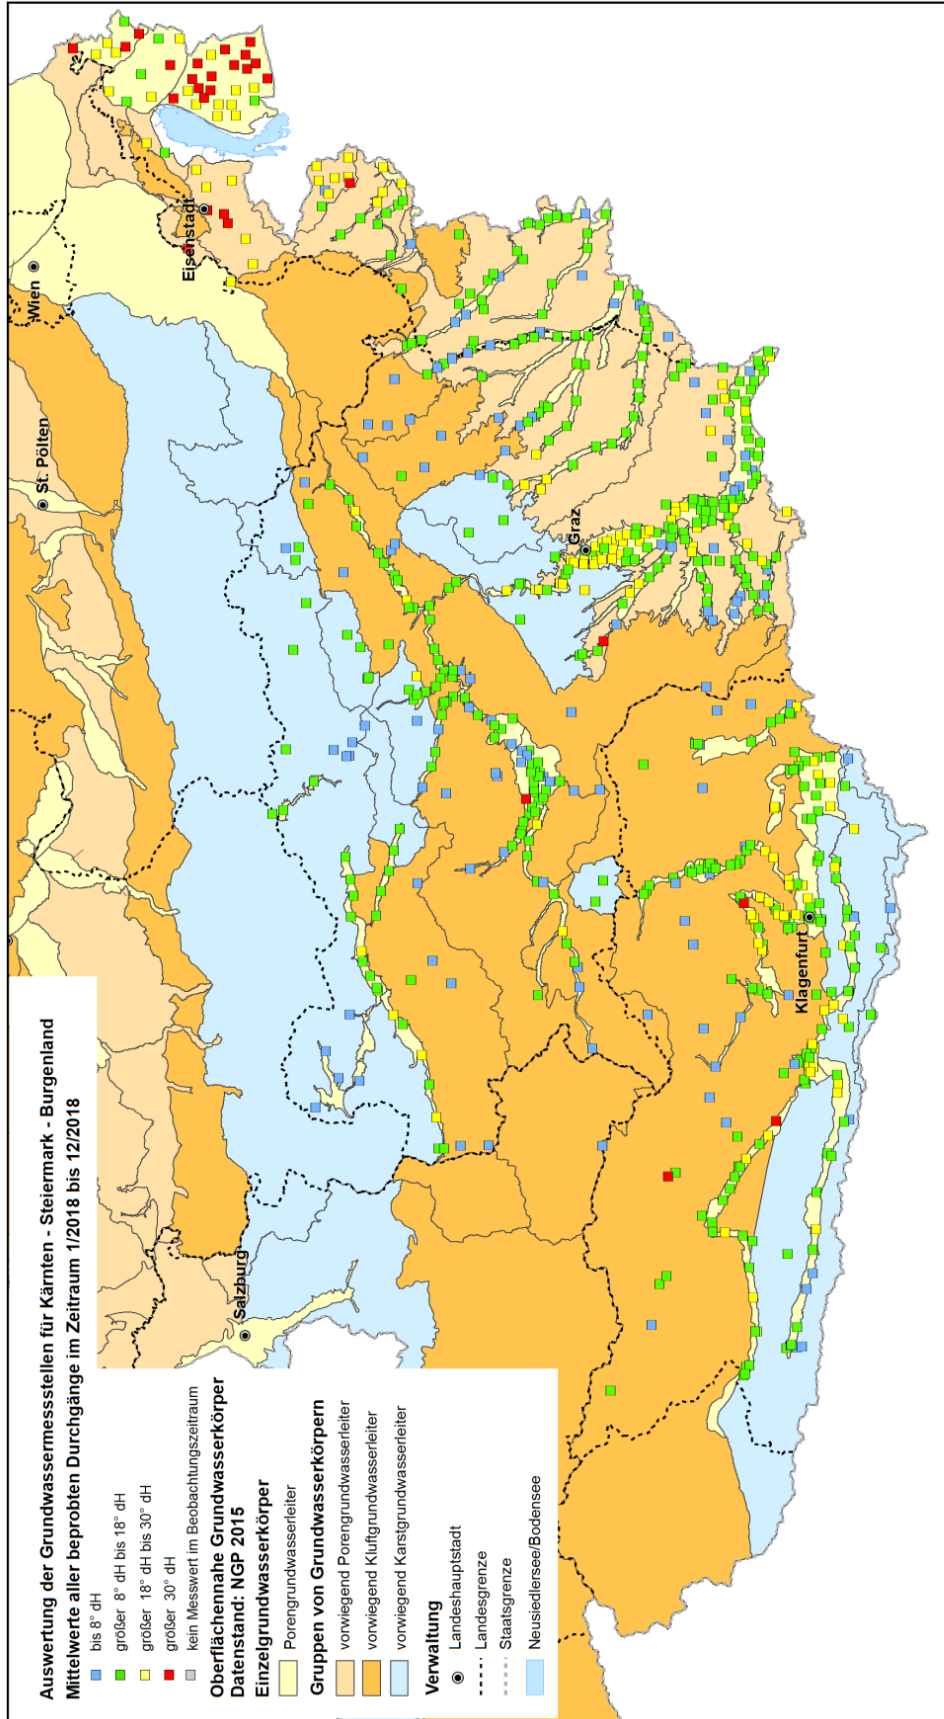 Auswertung der Grundwassermessstellen für Kärnten - Steiermark - Burgenland
Mittelwerte aller beprobten Durchgänge im Zeitraum 1/2018 bis 12/2018
bis 8° dH
größer 8° dH bis 18° dH
größer 18° dH bis 30° dH
größer 30° dH
kein Messwert im Beobachtungszeitraum
Oberflächennahe Grundwasserkörper
Datenstand: NGP 2015
Einzelgrundwasserkörper
Porengrundwasserleiter
Gruppen von Grundwasserkörpern
vorwiegend Porengrundwasserleiter
vorwiegend Kluftgrundwasserleiter
vorwiegend Karstgrundwasserleiter
Verwaltung
Landeshauptstadt
Landesgrenze
Staatsgrenze
Neusiedlersee/Bodensee
Salzburg
St. Pölten
Wien
Eisenstadt
Graz
Klagenfurt